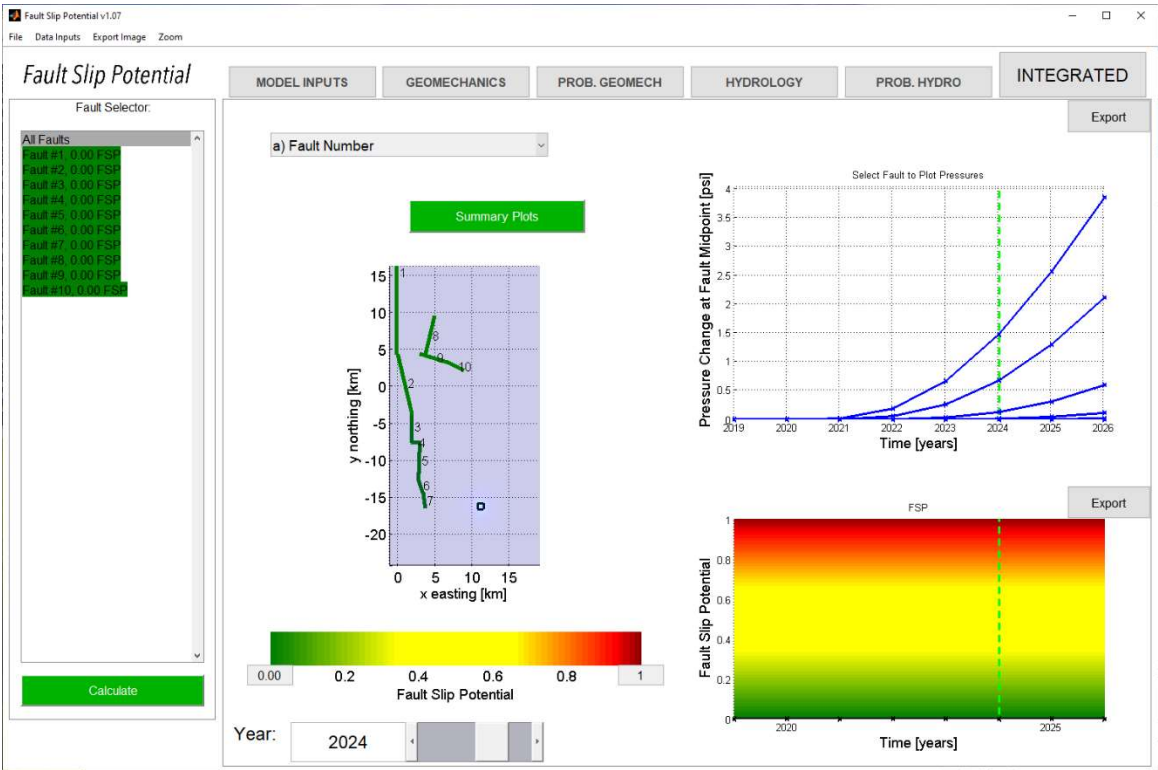 Fault Slip Potential v1.07
File Data Inputs Export Image Zoom
Fault Slip Potential
MODEL INPUTS
GEOMECHANICS
PROB. GEOMECH
HYDROLOGY
PROB. HYDRO
INTEGRATED
Fault Selector:
All Faults
Fault #1, 0.00 FSP
Fault #2, 0.00 FSP
Fault #3, 0.00 FSP
Fault #4, 0.00 FSP
Fault #5, 0.00 FSP
Fault #6, 0.00 FSP
Fault #7, 0.00 FSP
Fault #8, 0.00 FSP
Fault #9, 0.00 FSP
Fault #10, 0.00 FSP
Calculate
a) Fault Number
Summary Plots
15
10
5
0
-5
-10
-15
-20
y northing [km]
1
8
9
10
2
3
4
5
6
7
0 5 10 15
x easting [km]
0.00 0.2 0.4 0.6 0.8 1
Fault Slip Potential
Year: 2024
Export
Select Fault to Plot Pressures
Pressure Change at Fault Midpoint [psi]
4
3.5
3
2.5
2
1.5
1
0.5
0
2019 2020 2021 2022 2023 2024 2025 2026
Time [years]
Export
FSP
Fault Slip Potential
1
0.8
0.6
0.4
0.2
0
2020 2025
Time [years]